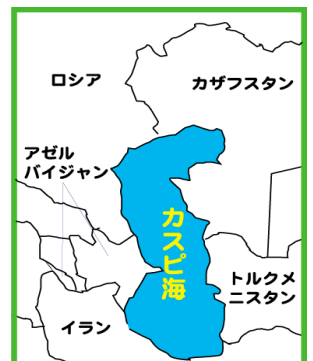 ロシア
カザフスタン
アゼル
バイジャン
カスピ海
トルクメ
ニスタン
イラン